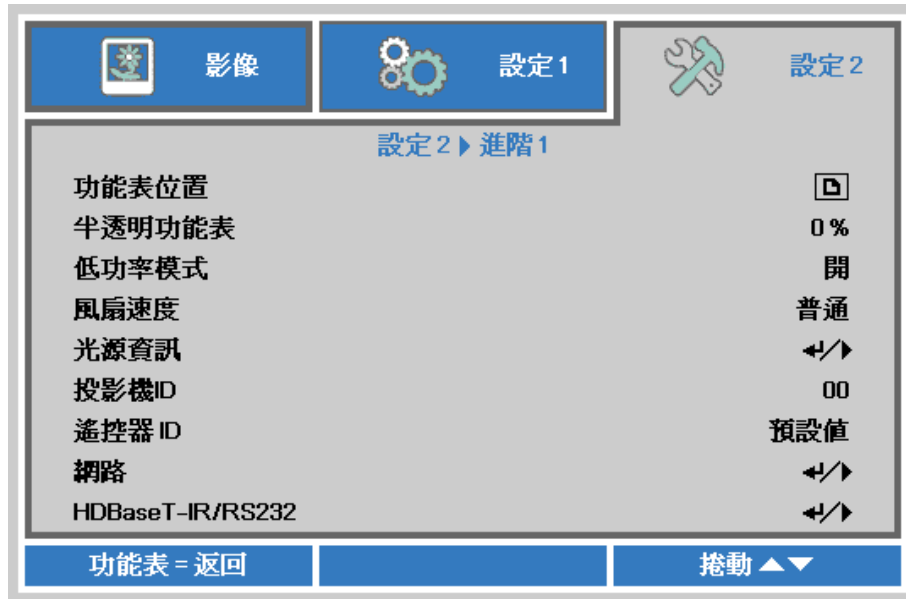 影像 設定1 設定2
設定2 ▶ 進階1
功能表位置
半透明功能表 0 %
低功率模式 開
風扇速度 普通
光源資訊 ↵/▶
投影機ID 00
遙控器 ID 預設值
網路 ↵/▶
HDBaseT-IR/RS232 ↵/▶
功能表 = 返回 捲動 ▲▼